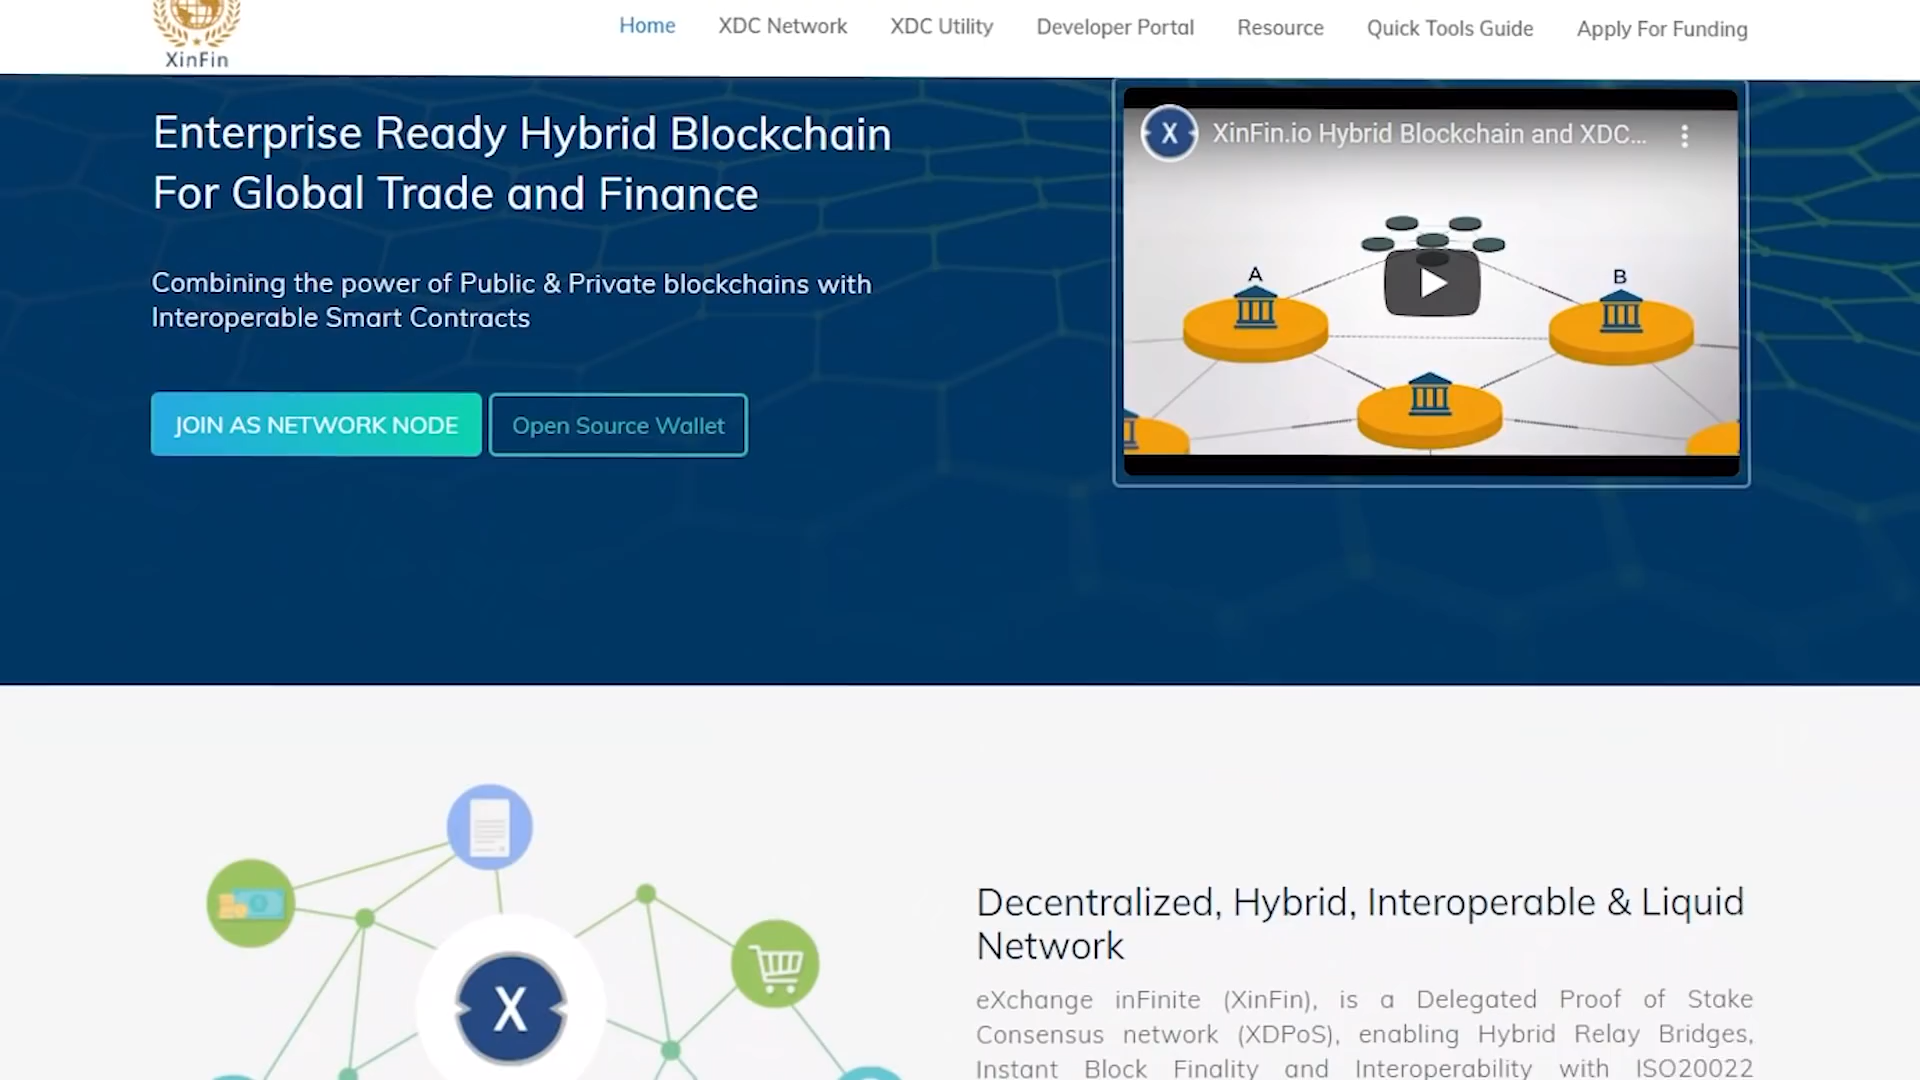 XinFin
Home XDC Network XDC Utility Developer Portal Resource Quick Tools Guide Apply For Funding
Enterprise Ready Hybrid Blockchain
For Global Trade and Finance
Combining the power of Public & Private blockchains with
Interoperable Smart Contracts
JOIN AS NETWORK NODE
Open Source Wallet
X
XinFin.io Hybrid Blockchain and XDC...
A
B
X
Decentralized, Hybrid, Interoperable & Liquid
Network
eXchange inFinite (XinFin), is a Delegated Proof of Stake
Consensus network (XDPoS), enabling Hybrid Relay Bridges,
Instant Block Finality and Interoperability with ISO20022